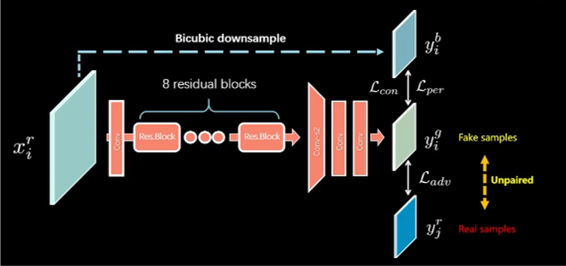 Bicubic downsample
$y_i^b$
8 residual blocks
$\mathcal{L}_{con}$ $\mathcal{L}_{per}$
$x_i^r$
Conv Res.Block Res.Block Conv-s2 Conv Conv
$y_i^g$ Fake samples
$\mathcal{L}_{adv}$ Unpaired
$y_j^r$ Real samples